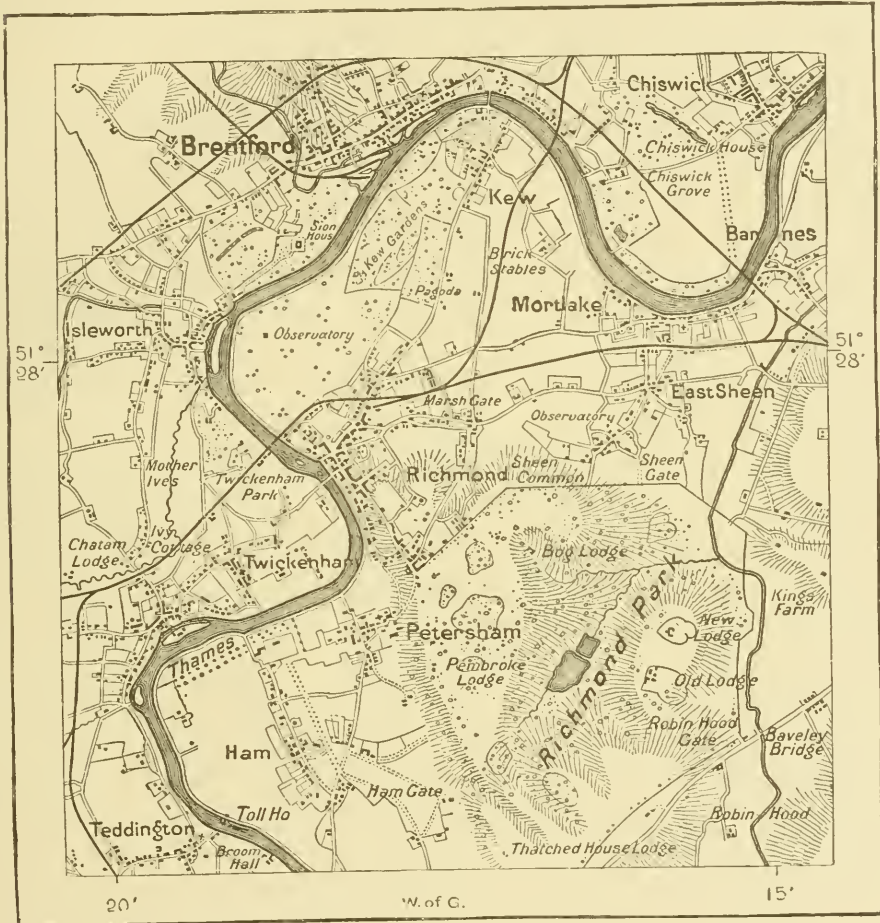 Chiswick
Brentford
Chiswick House
Chiswick
Grove
Kew
Sion
House
Kew Gardens
Barnes
Brick
Stables
Pagoda
Mortlake
Isleworth
Observatory
51°
28'
51°
28'
Marsh Gate
East Sheen
Observatory
Mother
Ives
Twickenham
Park
Richmond
Sheen
Common
Sheen
Gate
Ivy
Cottage
Chatam
Lodge
Bog Lodge
Twickenham
Kings
Farm
New
Lodge
Petersham
Thames
Pembroke
Lodge
Richmond Park
Old Lodge
Robin Hood
Gate
Baveley
Bridge
Ham
Ham Gate
Toll Ho
Teddington
Robin Hood
Broom
Hall
Thatched House Lodge
20'
W. of G.
15'